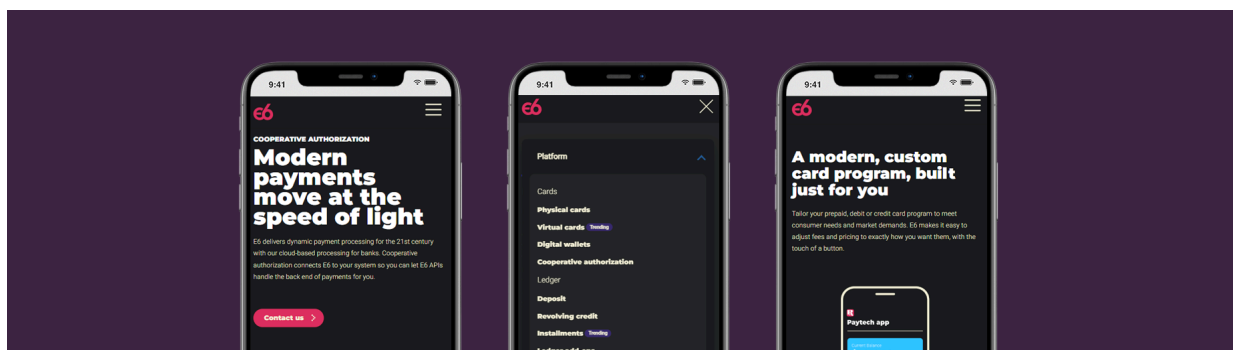 9:41
E6
COOPERATIVE AUTHORIZATION
Modern
payments
move at the
speed of light
E6 delivers dynamic payment processing for the 21st century
with our cloud-based processing for banks. Cooperative
authorization connects E6 to your system so you can let E6 APIs
handle the back end of payments for you.
Contact us
9:41
E6
Platform
Cards
Physical cards
Virtual cards Trending
Digital wallets
Cooperative authorization
Ledger
Deposit
Revolving credit
Installments Trending
9:41
E6
A modern, custom
card program, built
just for you
Tailor your prepaid, debit or credit card program to meet
consumer needs and market demands. E6 makes it easy to
adjust fees and pricing to exactly how you want them, with the
touch of a button.
E6
Paytech app
Current balance